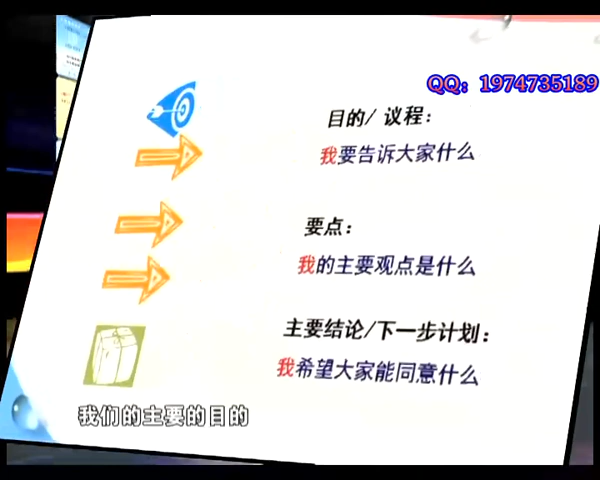 QQ：1974735189
目的/ 议程：
我要告诉大家什么
要点：
我的主要观点是什么
主要结论/下一步计划：
我希望大家能同意什么
我们的主要的目的